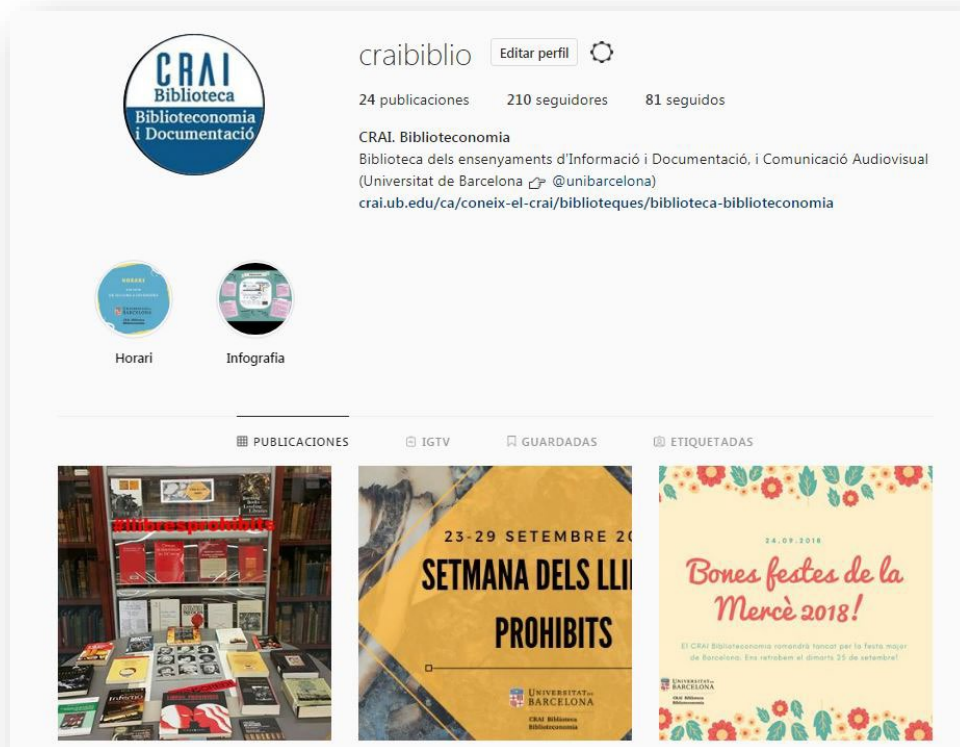 CRAI
Biblioteca
Biblioteconomia
i Documentació
craibiblio Editar perfil
24 publicaciones 210 seguidores 81 seguidos
CRAI. Biblioteconomia
Biblioteca dels ensenyaments d'Informació i Documentació, i Comunicació Audiovisual
(Universitat de Barcelona 👉 @unibarcelona)
crai.ub.edu/ca/coneix-el-crai/biblioteques/biblioteca-biblioteconomia
HORARI
Horari Infografia
PUBLICACIONES IGTV GUARDADAS ETIQUETADAS
#llibresprohibits
23-29 SETEMBRE 20
SETMANA DELS LLI
PROHIBITS
UNIVERSITAT DE
BARCELONA
CRAI Biblioteca
Biblioteconomia
24.09.2018
Bones festes de la
Mercè 2018!
El CRAI Biblioteconomia romandrà tancat per la festa major
de Barcelona. Ens retrobem el dimarts 25 de setembre!
UNIVERSITAT DE
BARCELONA
CRAI Biblioteca
Biblioteconomia